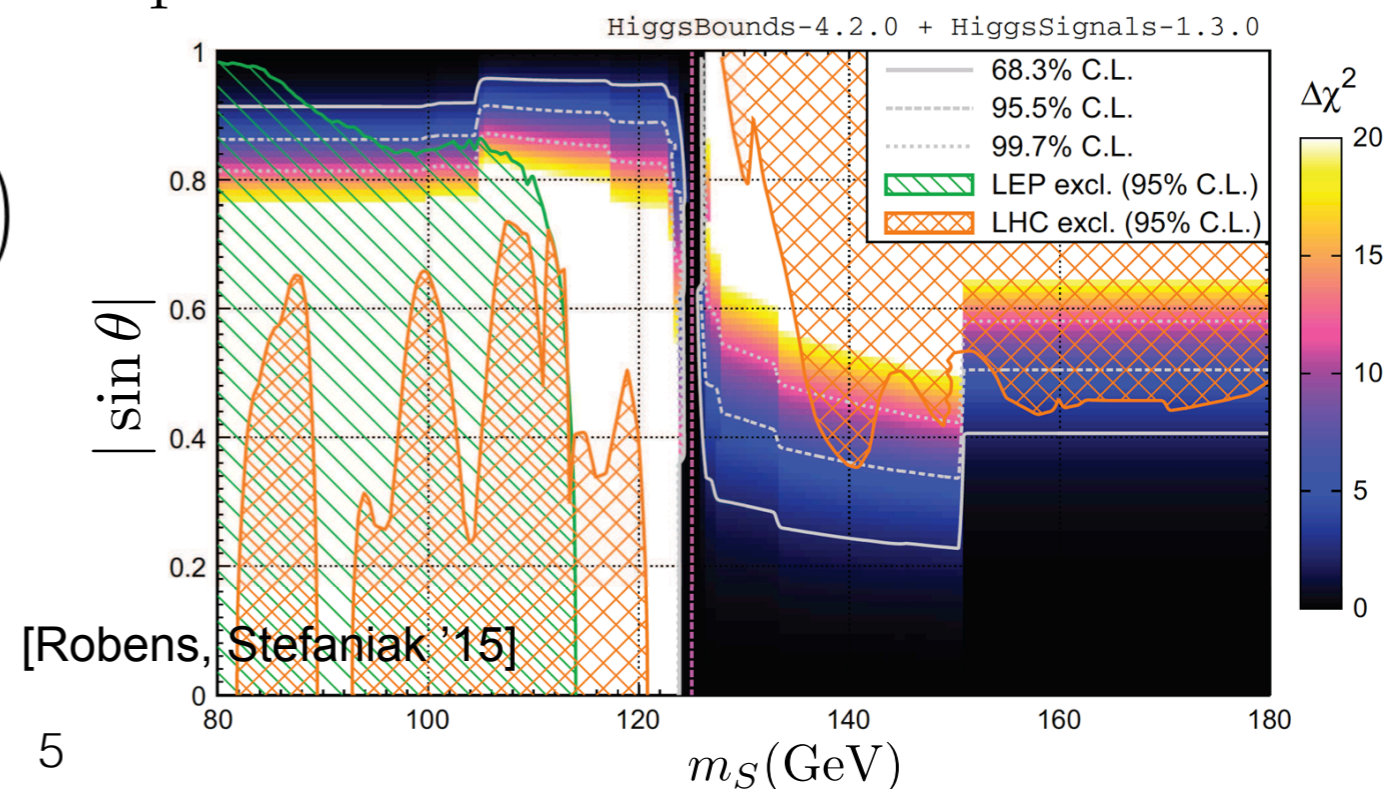 HiggsBounds-4.2.0 + HiggsSignals-1.3.0
68.3% C.L.
95.5% C.L.
99.7% C.L.
LEP excl. (95% C.L.)
LHC excl. (95% C.L.)
Δχ²
20
15
10
5
0
1
0.8
0.6
0.4
0.2
0
|sin θ|
[Robens, Stefaniak '15]
80 100 120 140 160 180
m_S(GeV)
5